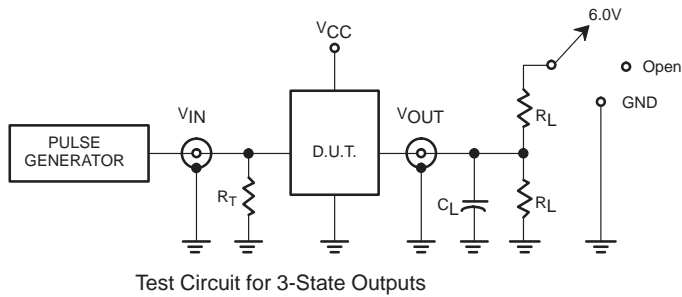 6.0V
VCC
Open
VIN
VOUT
RL
GND
PULSE
GENERATOR
D.U.T.
RT
CL
RL
Test Circuit for 3-State Outputs